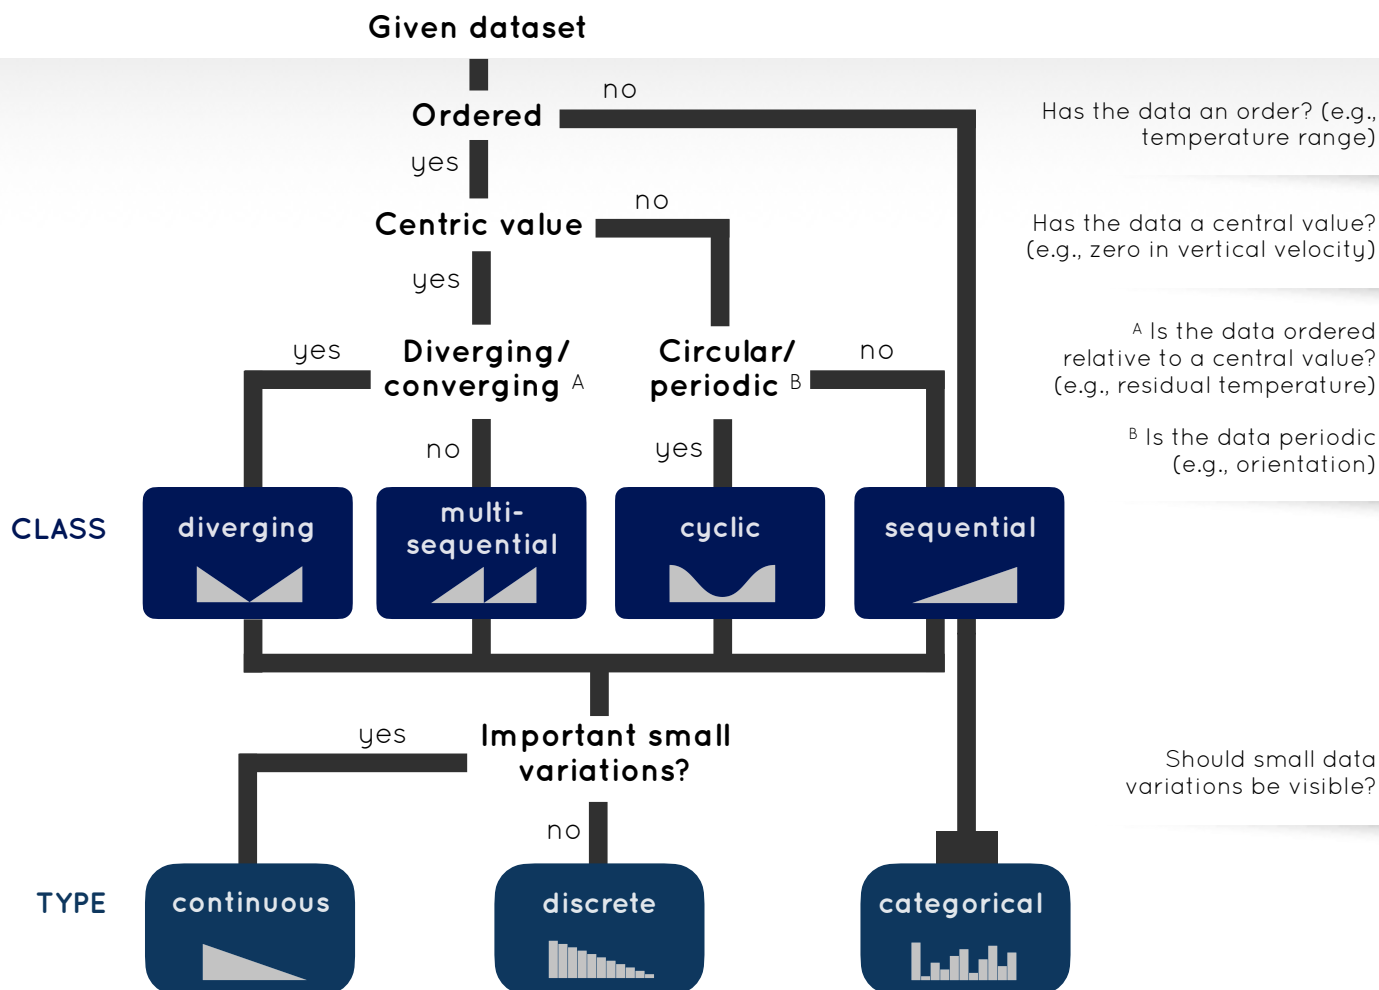 Given dataset
no
Ordered
Has the data an order? (e.g.,
temperature range)
yes
no
Centric value
Has the data a central value?
(e.g., zero in vertical velocity)
yes
yes
Diverging/
converging A
Circular/
periodic B
no
A Is the data ordered
relative to a central value?
(e.g., residual temperature)
no
yes
B Is the data periodic
(e.g., orientation)
CLASS
diverging
multi-
sequential
cyclic
sequential
yes
Important small
variations?
Should small data
variations be visible?
no
TYPE
continuous
discrete
categorical